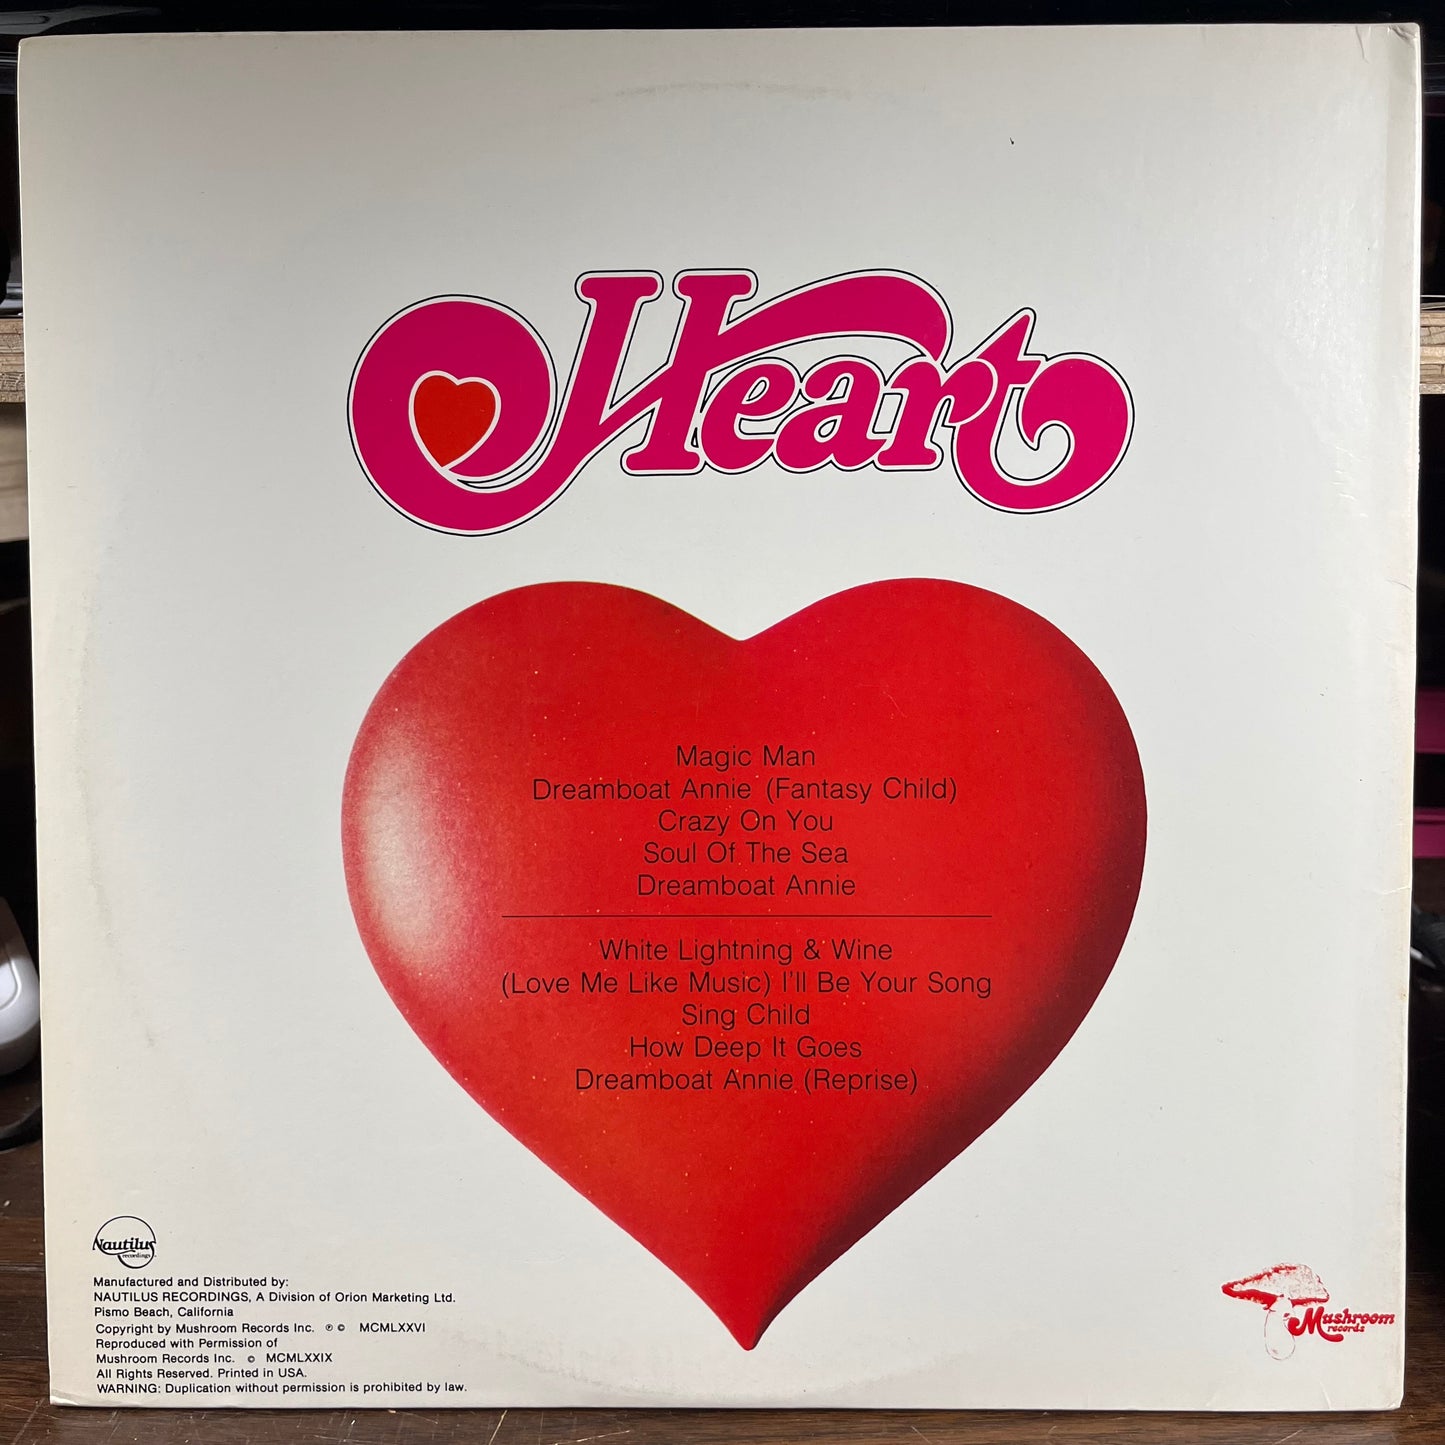 Heart
Magic Man
Dreamboat Annie (Fantasy Child)
Crazy On You
Soul Of The Sea
Dreamboat Annie
White Lightning & Wine
(Love Me Like Music) I'll Be Your Song
Sing Child
How Deep It Goes
Dreamboat Annie (Reprise)
Nautilus
recordings
Manufactured and Distributed by:
NAUTILUS RECORDINGS, A Division of Orion Marketing Ltd.
Pismo Beach, California
Copyright by Mushroom Records Inc. ℗ © MCMLXXVI
Reproduced with Permission of
Mushroom Records Inc. © MCMLXXIX
All Rights Reserved. Printed in USA.
WARNING: Duplication without permission is prohibited by law.
Mushroom
records